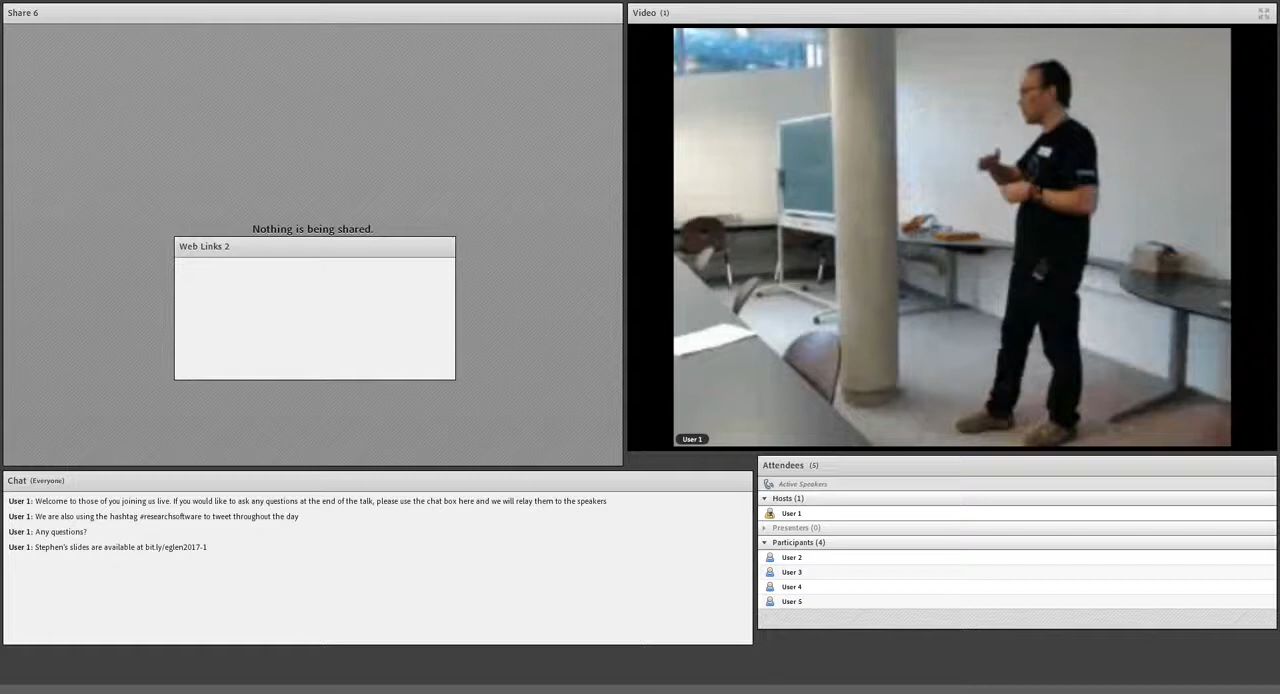 Share 6
Video (1)
Nothing is being shared.
Web Links 2
User 1
Chat (Everyone)
User 1: Welcome to those of you joining us live. If you would like to ask any questions at the end of the talk, please use the chat box here and we will relay them to the speakers
User 1: We are also using the hashtag #researchsoftware to tweet throughout the day
User 1: Any questions?
User 1: Stephen's slides are available at bit.ly/eglen2017-1
Attendees (5)
Active Speakers
Hosts (1)
User 1
Presenters (0)
Participants (4)
User 2
User 3
User 4
User 5